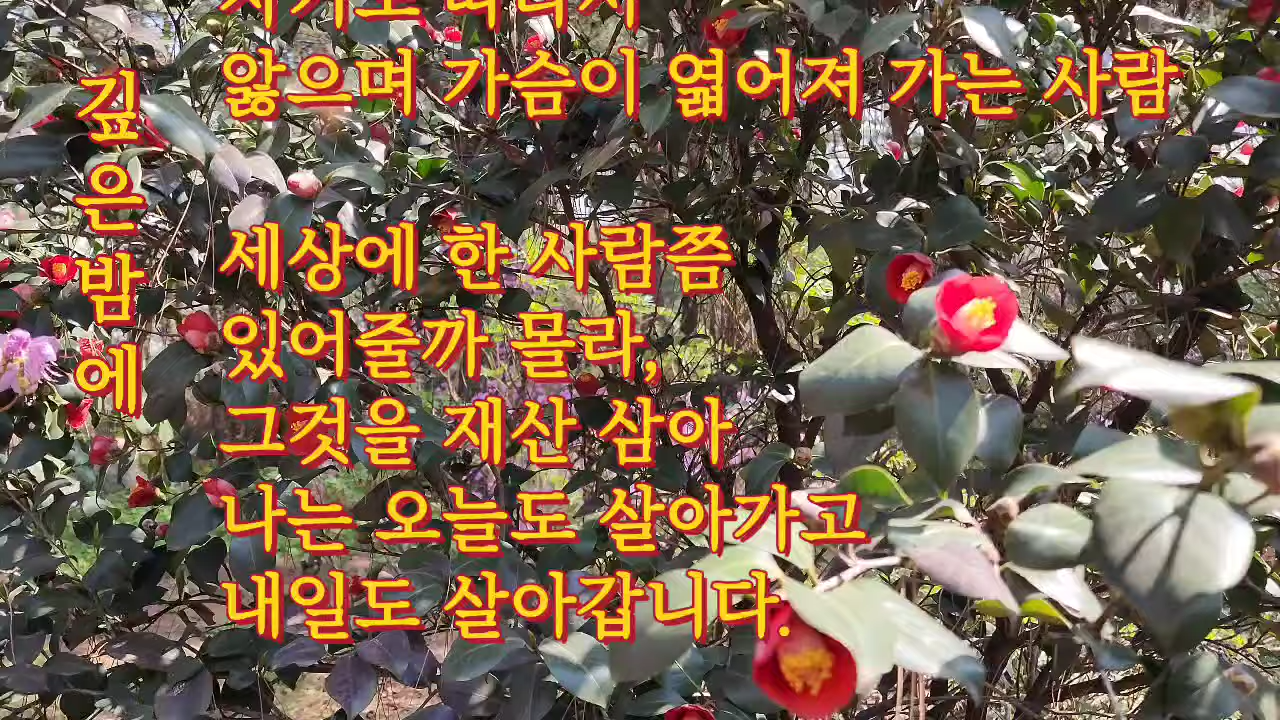 깊은밤에
앓으며 가슴이 엷어져 가는 사람
세상에 한 사람쯤
있어줄까 몰라,
그것을 재산 삼아
나는 오늘도 살아가고
내일도 살아갑니다.